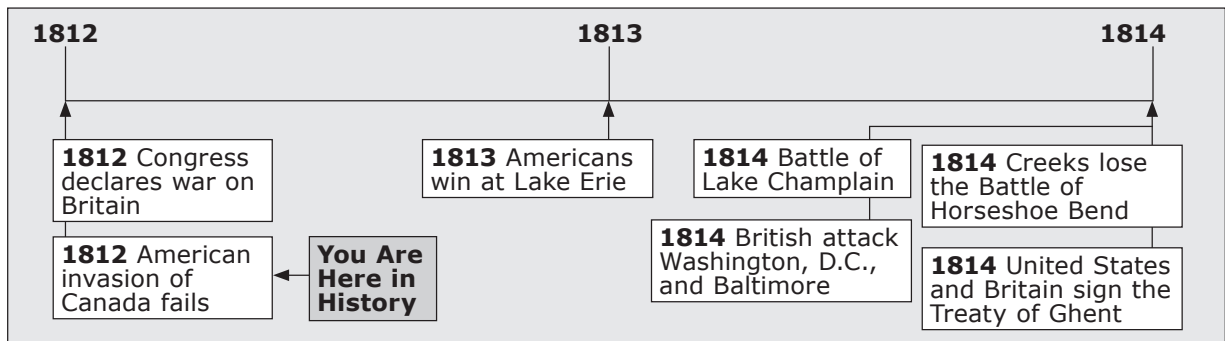 1812
1813
1814
1812 Congress
declares war on
Britain
1812 American
invasion of
Canada fails
You Are
Here in
History
1813 Americans
win at Lake Erie
1814 Battle of
Lake Champlain
1814 British attack
Washington, D.C.,
and Baltimore
1814 Creeks lose
the Battle of
Horseshoe Bend
1814 United States
and Britain sign the
Treaty of Ghent